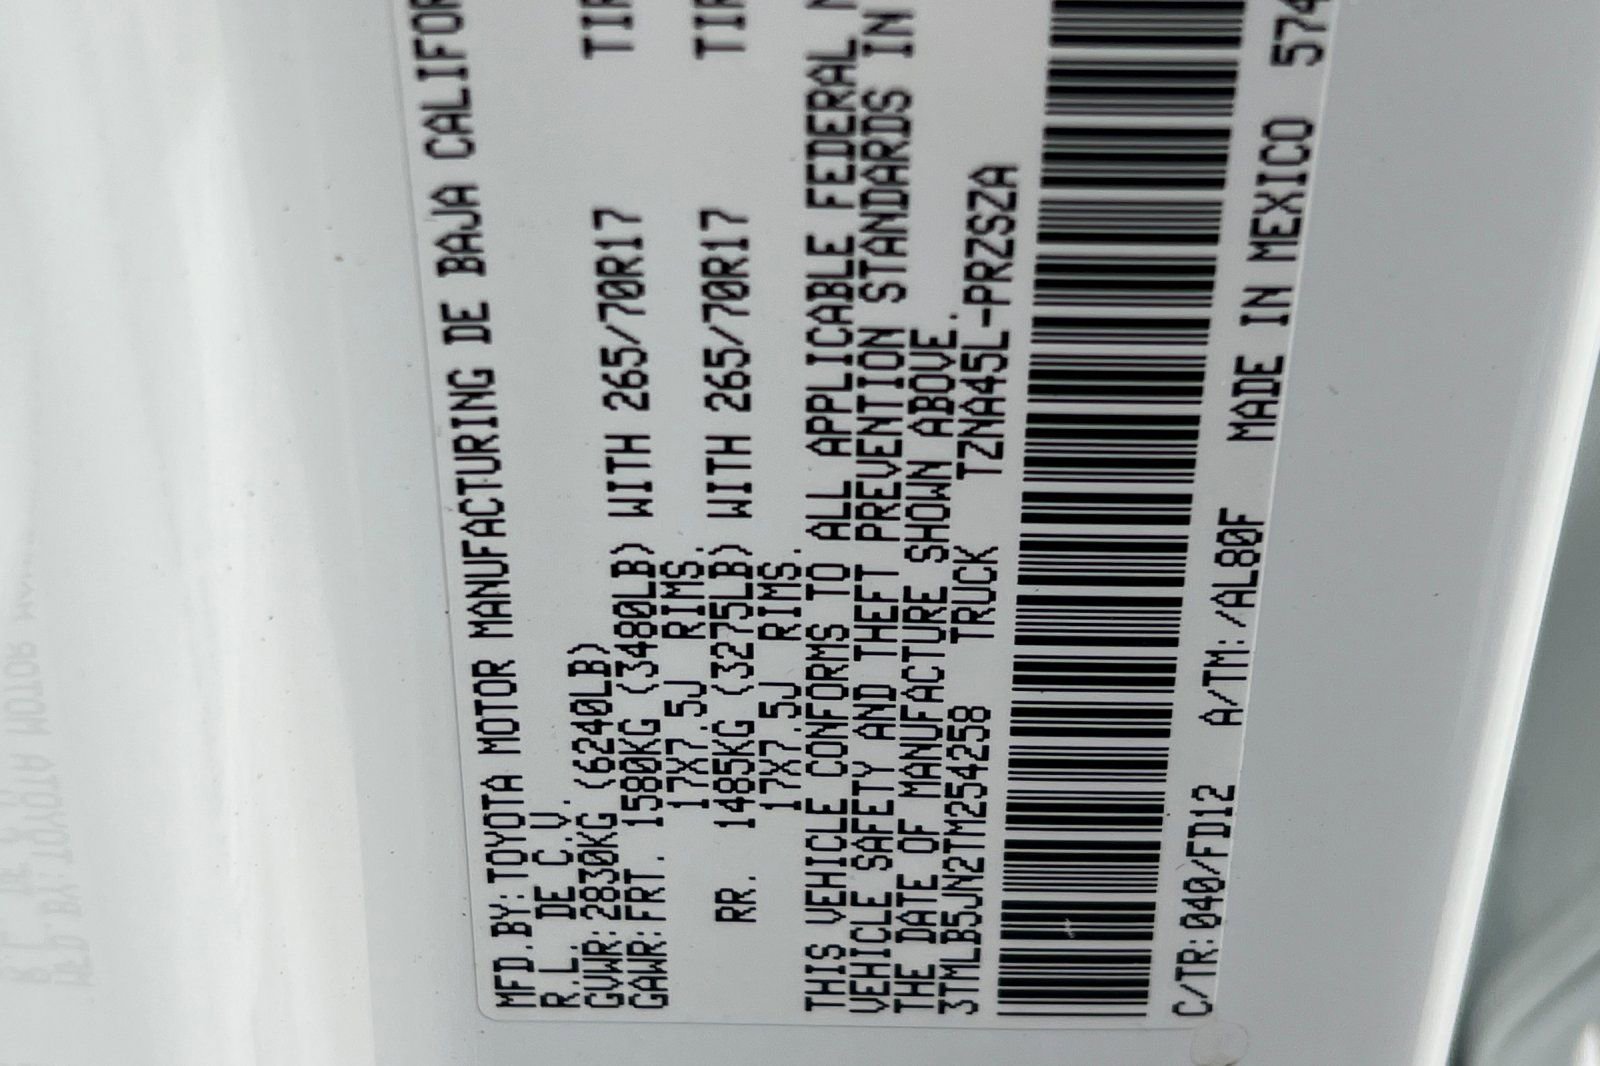 MFD.BY:TOYOTA MOTOR MANUFACTURING DE BAJA CALIFOR
R.L. DE C.V.
GVWR:2830KG (6240LB)
GAWR:FRT. 1580KG (3480LB) WITH 265/70R17 TIR
17X7.5J RIMS.
RR. 1485KG (3275LB) WITH 265/70R17 TIR
17X7.5J RIMS.
THIS VEHICLE CONFORMS TO ALL APPLICABLE FEDERAL
VEHICLE SAFETY AND THEFT PREVENTION STANDARDS IN
THE DATE OF MANUFACTURE SHOWN ABOVE.
3TMLB5JN2TM254258 TRUCK TZNA45L-PRZSZA
C/TR:040/FD12 A/TM:/AL80F MADE IN MEXICO 574